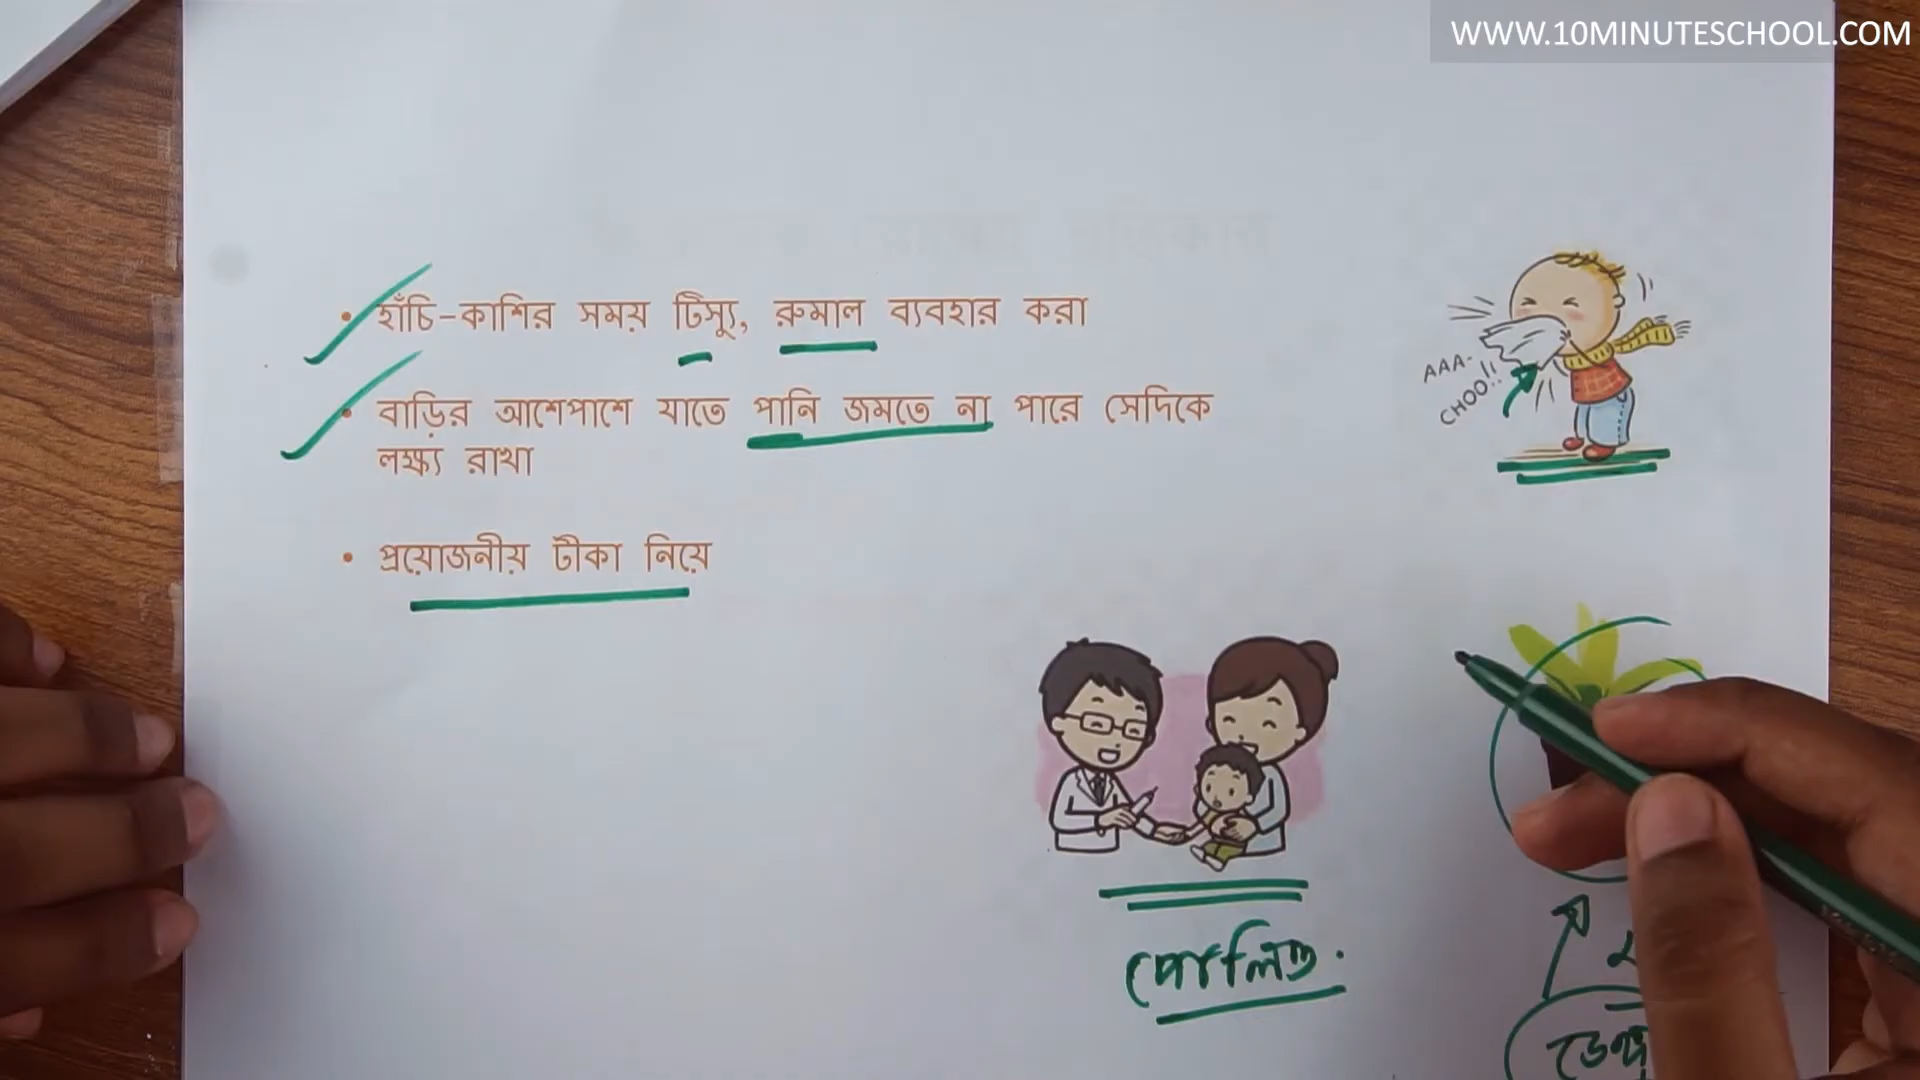 WWW.10MINUTESCHOOL.COM
• হাঁচি-কাশির সময় টিস্যু, রুমাল ব্যবহার করা
• বাড়ির আশেপাশে যাতে পানি জমতে না পারে সেদিকে
লক্ষ্য রাখা
• প্রয়োজনীয় টীকা নিয়ে
AAA-
CHOO!!
পোলিও